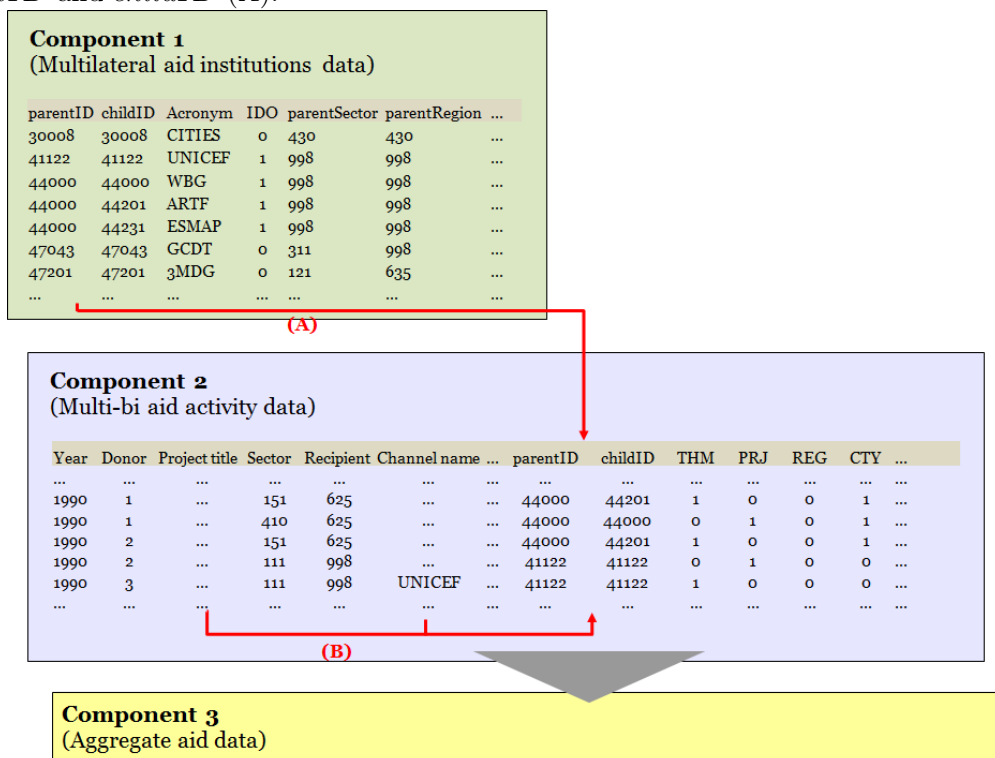 Component 1
(Multilateral aid institutions data)
parentID childID Acronym IDO parentSector parentRegion ...
30008 30008 CITIES 0 430 430 ...
41122 41122 UNICEF 1 998 998 ...
44000 44000 WBG 1 998 998 ...
44000 44201 ARTF 1 998 998 ...
44000 44231 ESMAP 1 998 998 ...
47043 47043 GCDT 0 311 998 ...
47201 47201 3MDG 0 121 635 ...
... ... ... ... ... ... ...
(A)
Component 2
(Multi-bi aid activity data)
Year Donor Project title Sector Recipient Channel name ... parentID childID THM PRJ REG CTY ...
... ... ... ... ... ... ... ... ... ... ... ... ... ...
1990 1 ... 151 625 ... ... 44000 44201 1 0 0 1 ...
1990 1 ... 410 625 ... ... 44000 44000 0 1 0 1 ...
1990 2 ... 151 625 ... ... 44000 44201 1 0 0 1 ...
1990 2 ... 111 998 ... ... 41122 41122 0 1 0 0 ...
1990 3 ... 111 998 UNICEF ... 41122 41122 1 0 0 0 ...
... ... ... ... ... ... ... ... ... ... ... ... ... ...
(B)
Component 3
(Aggregate aid data)